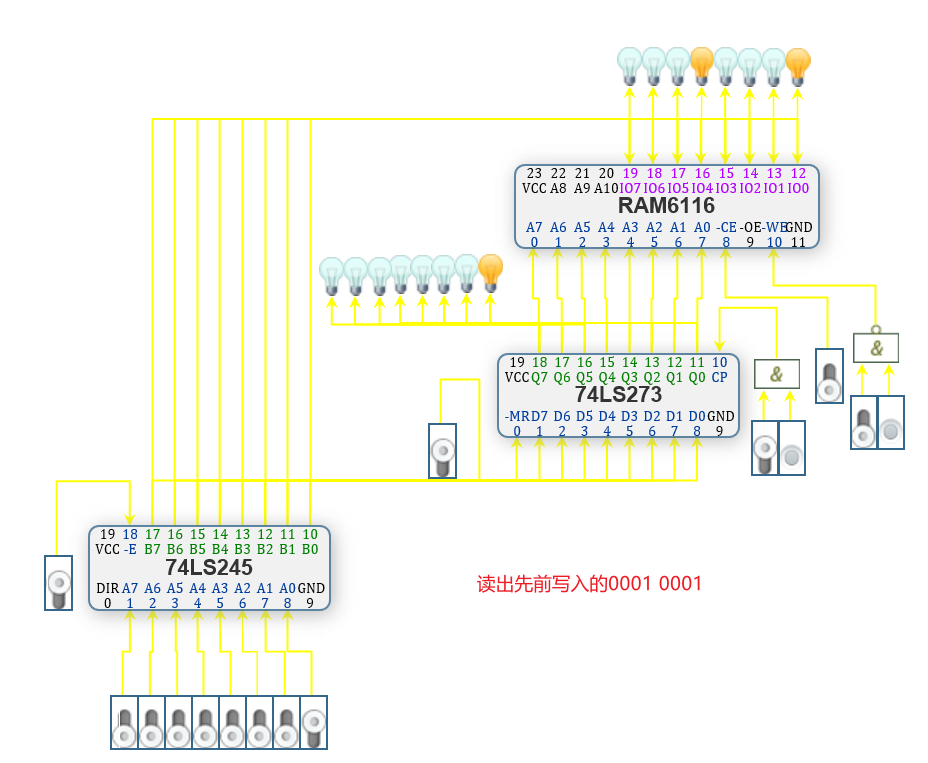 23 22 21 20 19 18 17 16 15 14 13 12
VCC A8 A9 A10 IO7 IO6 IO5 IO4 IO3 IO2 IO1 IO0
RAM6116
A7 A6 A5 A4 A3 A2 A1 A0 -CE -OE -WE GND
0 1 2 3 4 5 6 7 8 9 10 11
&
19 18 17 16 15 14 13 12 11 10
VCC Q7 Q6 Q5 Q4 Q3 Q2 Q1 Q0 CP
&
74LS273
-MR D7 D6 D5 D4 D3 D2 D1 D0 GND
0 1 2 3 4 5 6 7 8 9
19 18 17 16 15 14 13 12 11 10
VCC -E B7 B6 B5 B4 B3 B2 B1 B0
74LS245
DIR A7 A6 A5 A4 A3 A2 A1 A0 GND
0 1 2 3 4 5 6 7 8 9
读出先前写入的0001 0001